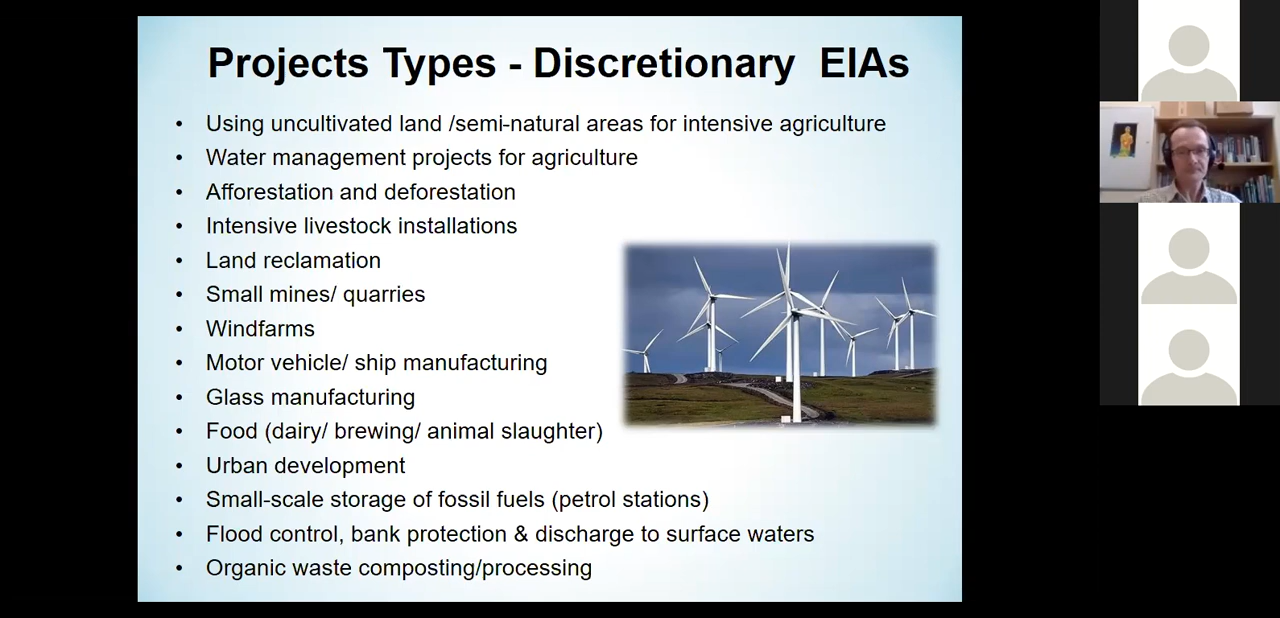 Projects Types - Discretionary EIAs
• Using uncultivated land /semi-natural areas for intensive agriculture
• Water management projects for agriculture
• Afforestation and deforestation
• Intensive livestock installations
• Land reclamation
• Small mines/ quarries
• Windfarms
• Motor vehicle/ ship manufacturing
• Glass manufacturing
• Food (dairy/ brewing/ animal slaughter)
• Urban development
• Small-scale storage of fossil fuels (petrol stations)
• Flood control, bank protection & discharge to surface waters
• Organic waste composting/processing